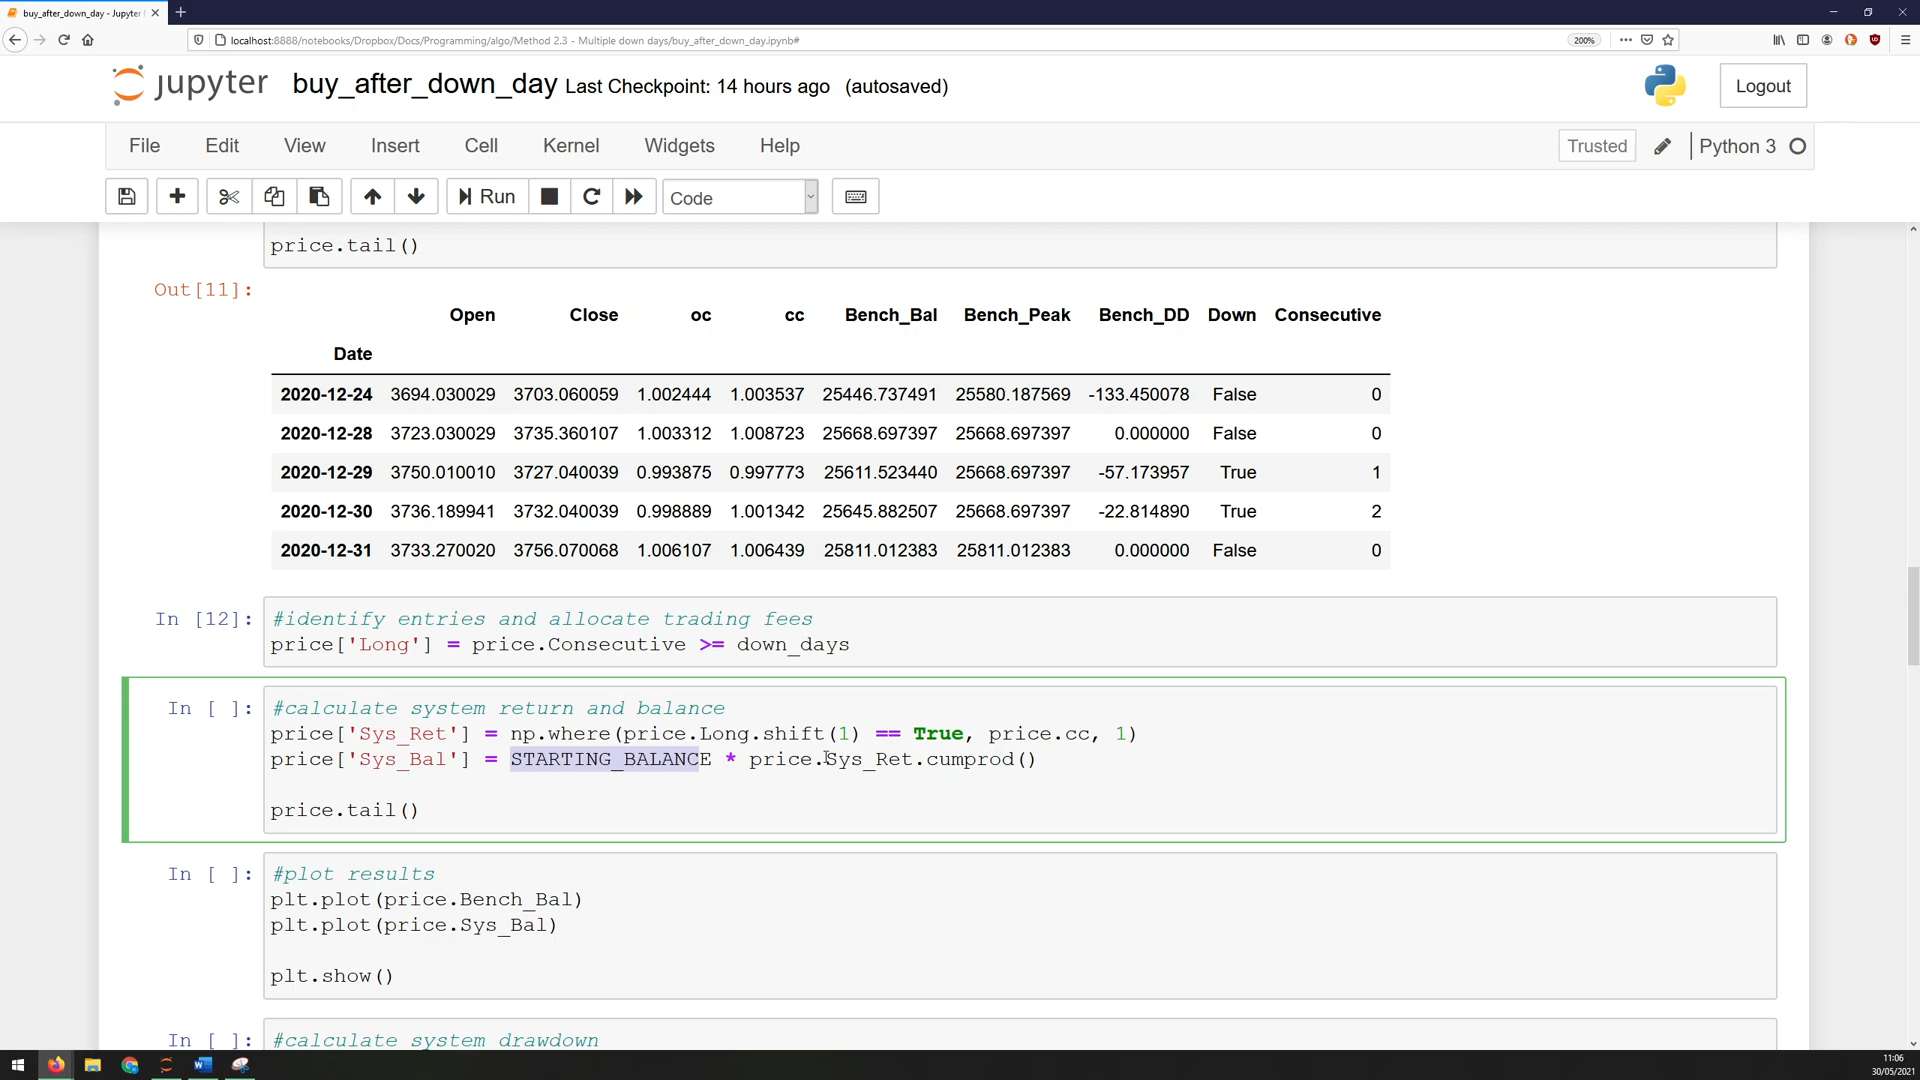 buy_after_down_day - Jupyter
localhost:8888/notebooks/Dropbox/Docs/Programming/algo/Method 2.3 - Multiple down days/buy_after_down_day.ipynb#
200%
jupyter buy_after_down_day Last Checkpoint: 14 hours ago (autosaved)
Logout
File Edit View Insert Cell Kernel Widgets Help
Trusted Python 3
Run Code
price.tail()
Out[11]:
Open Close oc cc Bench_Bal Bench_Peak Bench_DD Down Consecutive
Date
2020-12-24 3694.030029 3703.060059 1.002444 1.003537 25446.737491 25580.187569 -133.450078 False 0
2020-12-28 3723.030029 3735.360107 1.003312 1.008723 25668.697397 25668.697397 0.000000 False 0
2020-12-29 3750.010010 3727.040039 0.993875 0.997773 25611.523440 25668.697397 -57.173957 True 1
2020-12-30 3736.189941 3732.040039 0.998889 1.001342 25645.882507 25668.697397 -22.814890 True 2
2020-12-31 3733.270020 3756.070068 1.006107 1.006439 25811.012383 25811.012383 0.000000 False 0
In [12]: #identify entries and allocate trading fees
price['Long'] = price.Consecutive >= down_days
In [ ]: #calculate system return and balance
price['Sys_Ret'] = np.where(price.Long.shift(1) == True, price.cc, 1)
price['Sys_Bal'] = STARTING_BALANCE * price.Sys_Ret.cumprod()
price.tail()
In [ ]: #plot results
plt.plot(price.Bench_Bal)
plt.plot(price.Sys_Bal)
plt.show()
In [ ]: #calculate system drawdown
11:06
30/05/2021